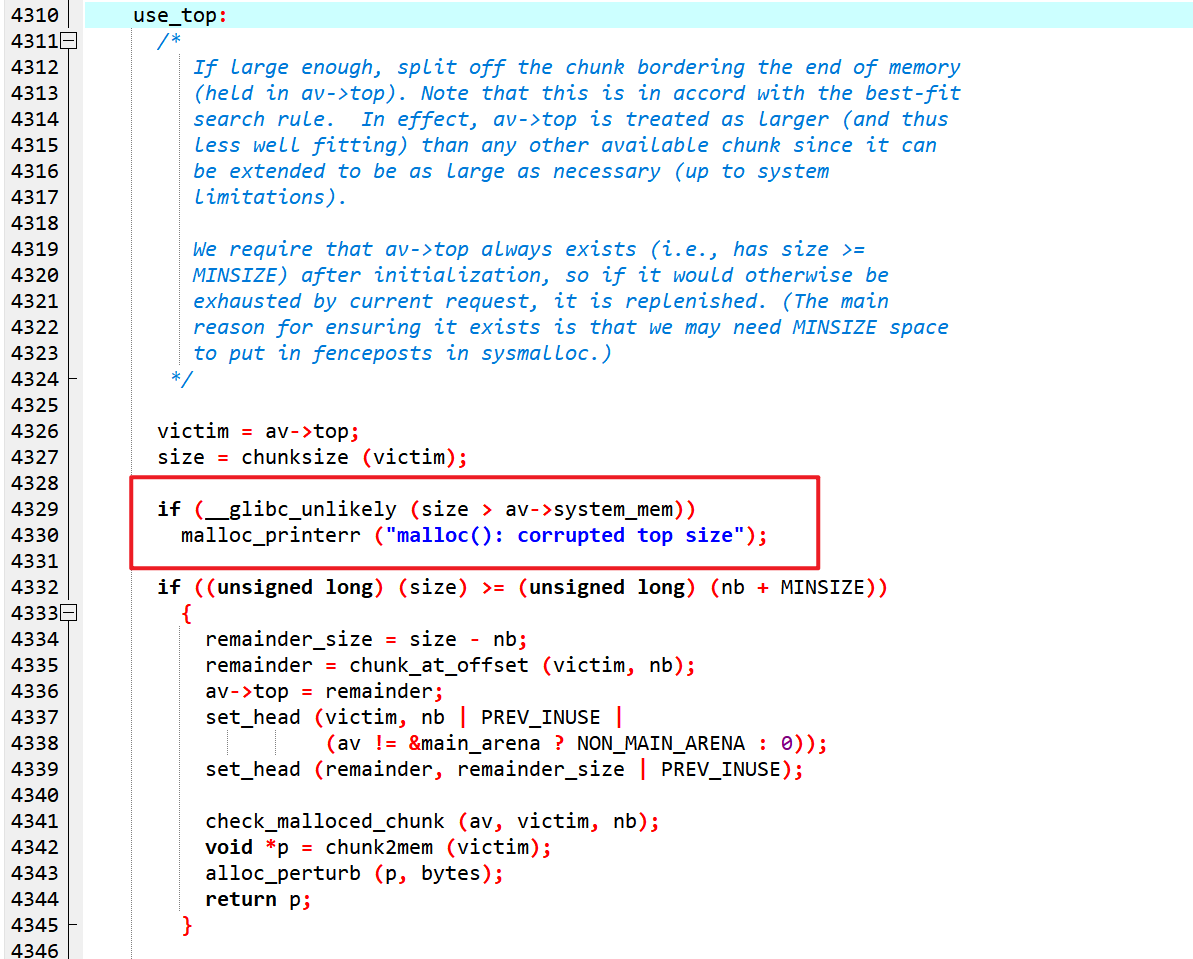 4310 use_top:
4311 /*
4312 If large enough, split off the chunk bordering the end of memory
4313 (held in av->top). Note that this is in accord with the best-fit
4314 search rule.  In effect, av->top is treated as larger (and thus
4315 less well fitting) than any other available chunk since it can
4316 be extended to be as large as necessary (up to system
4317 limitations).
4318
4319 We require that av->top always exists (i.e., has size >=
4320 MINSIZE) after initialization, so if it would otherwise be
4321 exhausted by current request, it is replenished. (The main
4322 reason for ensuring it exists is that we may need MINSIZE space
4323 to put in fenceposts in sysmalloc.)
4324 */
4325
4326 victim = av->top;
4327 size = chunksize (victim);
4328
4329 if (__glibc_unlikely (size > av->system_mem))
4330 malloc_printerr ("malloc(): corrupted top size");
4331
4332 if ((unsigned long) (size) >= (unsigned long) (nb + MINSIZE))
4333 {
4334 remainder_size = size - nb;
4335 remainder = chunk_at_offset (victim, nb);
4336 av->top = remainder;
4337 set_head (victim, nb | PREV_INUSE |
4338 (av != &main_arena ? NON_MAIN_ARENA : 0));
4339 set_head (remainder, remainder_size | PREV_INUSE);
4340
4341 check_malloced_chunk (av, victim, nb);
4342 void *p = chunk2mem (victim);
4343 alloc_perturb (p, bytes);
4344 return p;
4345 }
4346